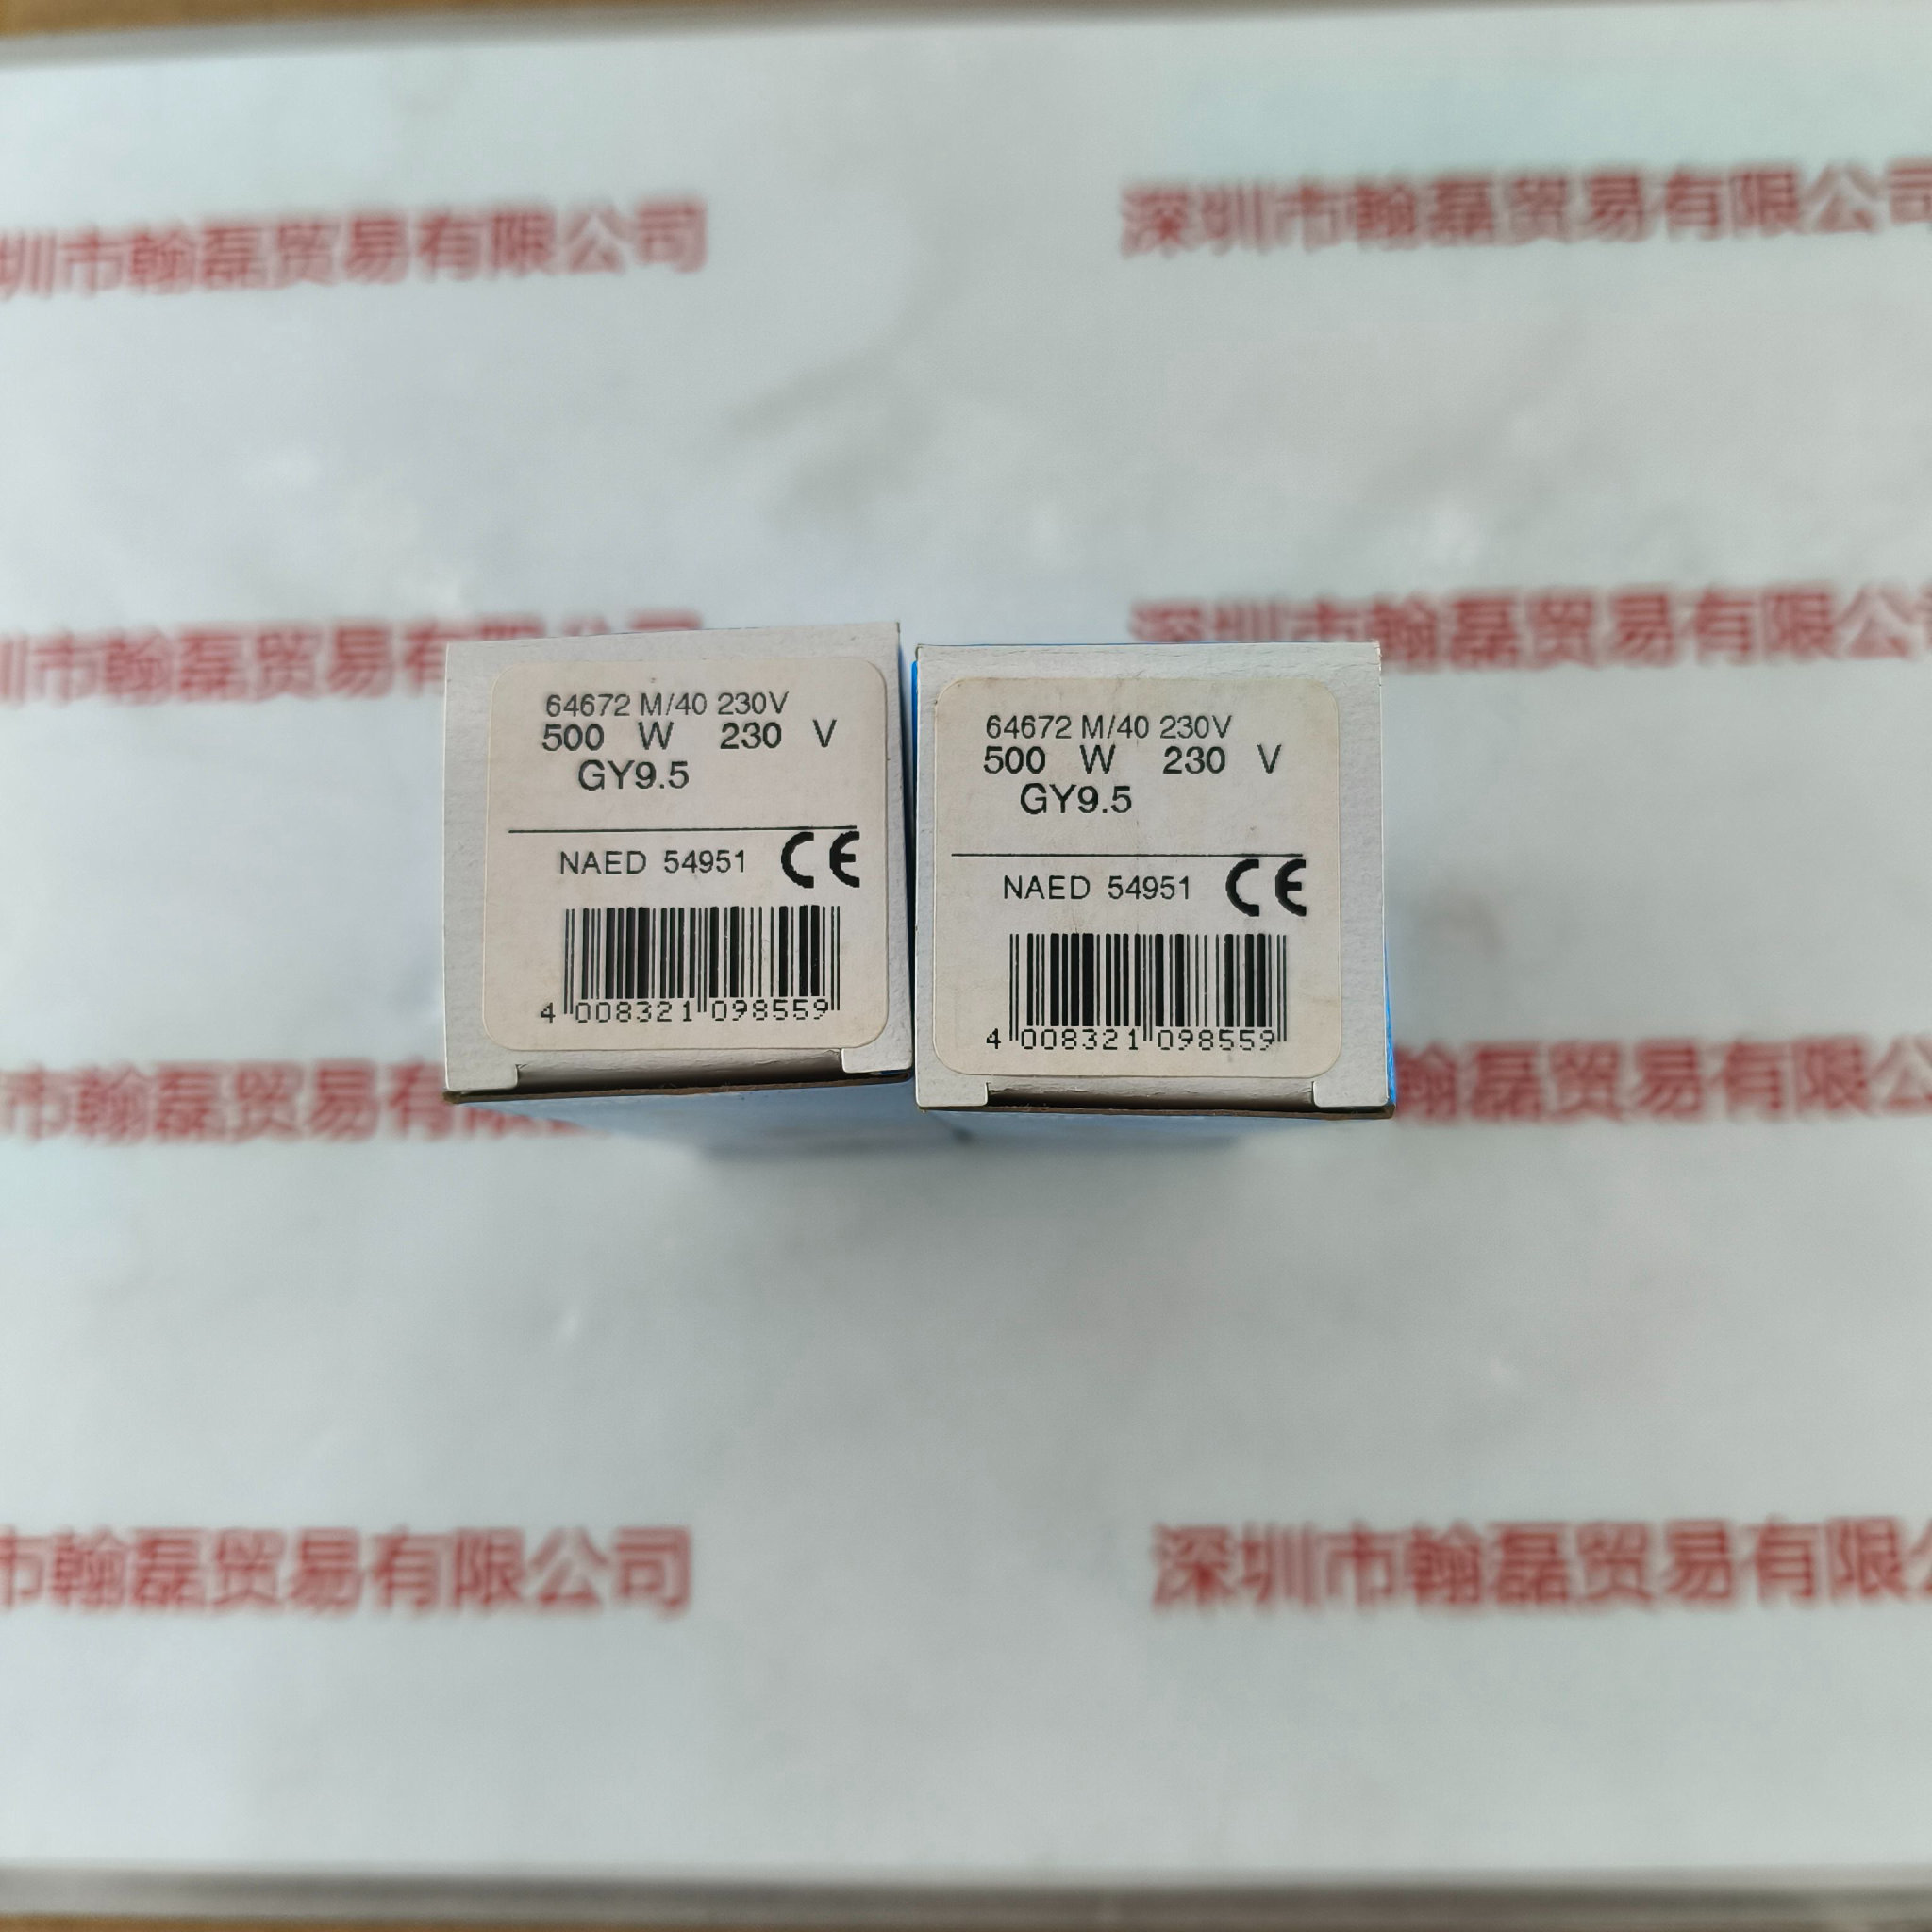 圳市翰磊贸易有限公司
深圳市翰磊贸易有限公司
圳市翰磊贸易有
深圳市翰磊贸易有限公
64672 M/40 230V
500 W 230 V
GY9.5
NAED 54951 CE
4 008321 098559
64672 M/40 230V
500 W 230 V
GY9.5
NAED 54951 CE
4 008321 098559
市翰磊贸易有
翰磊贸易有限公
市翰磊贸易有限公司
深圳市翰磊贸易有限